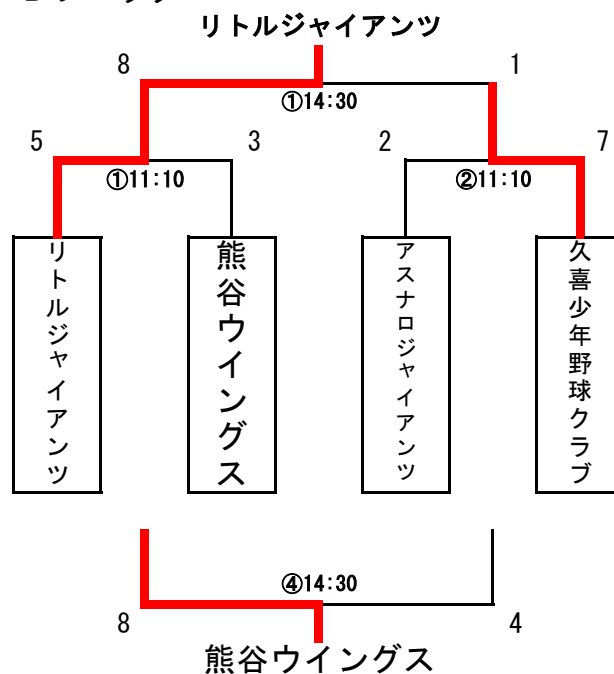 リトルジャイアンツ
8 1
①14:30
5 3 2 7
①11:10 ②11:10
リトルジャイアンツ
熊谷ウイングス
アスナロジャイアンツ
久喜少年野球クラブ
④14:30
8 4
熊谷ウイングス